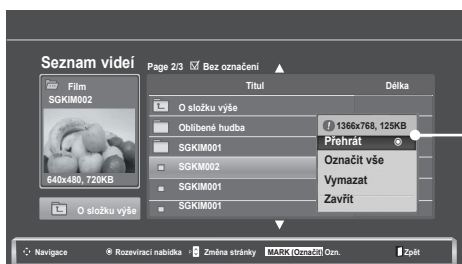 Seznam videí
Page 2/3 ☑ Bez označení
Film
SGKIM002
640x480, 720KB
O složku výše
Titul
Délka
O složku výše
Oblíbené hudba
SGKIM001
SGKM002
SGKIM001
SGKIM001
1366x768, 125KB
Přehrát
Označit vše
Vymazat
Zavřít
Navigace
Rozevírací nabídka
Změna stránky
MARK (Označit) Ozn.
Zpět